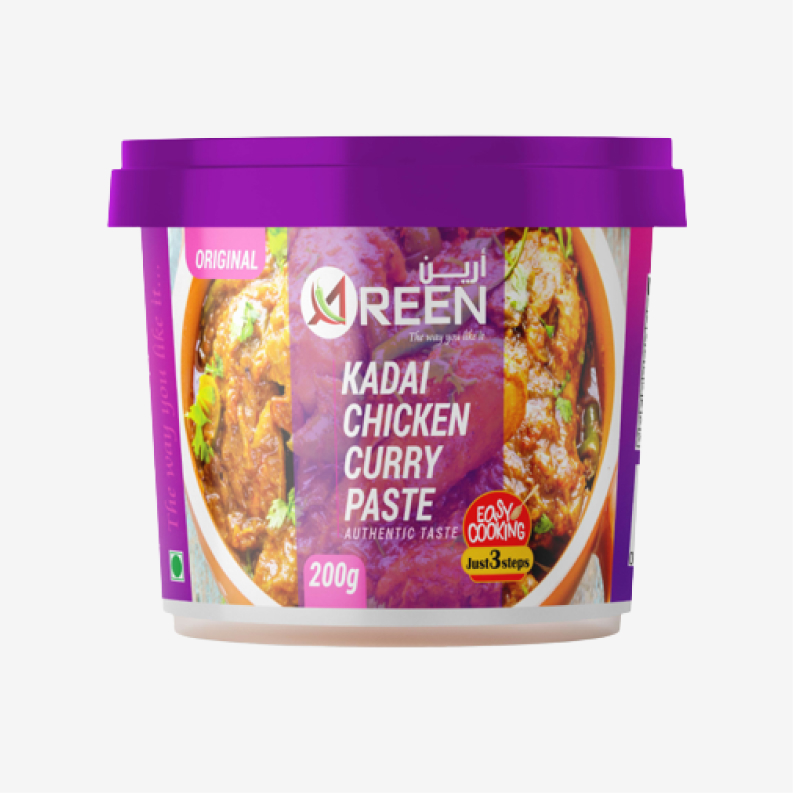 ORIGINAL
أرين
AREEN
The way you like it
KADAI
CHICKEN
CURRY
PASTE
AUTHENTIC TASTE
200g
EASY
COOKING
Just 3 steps
The way you like it...